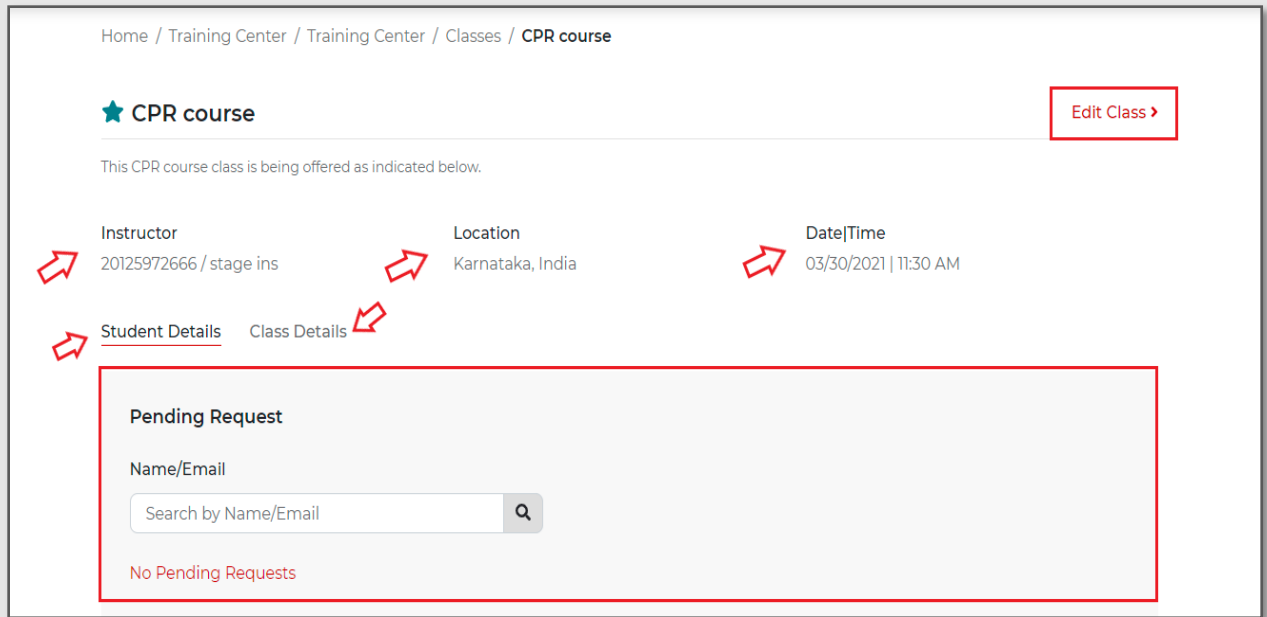 Home / Training Center / Training Center / Classes / CPR course
CPR course
Edit Class >
This CPR course class is being offered as indicated below.
Instructor
Location
Date|Time
20125972666 / stage ins
Karnataka, India
03/30/2021 | 11:30 AM
Student Details
Class Details
Pending Request
Name/Email
Search by Name/Email
No Pending Requests